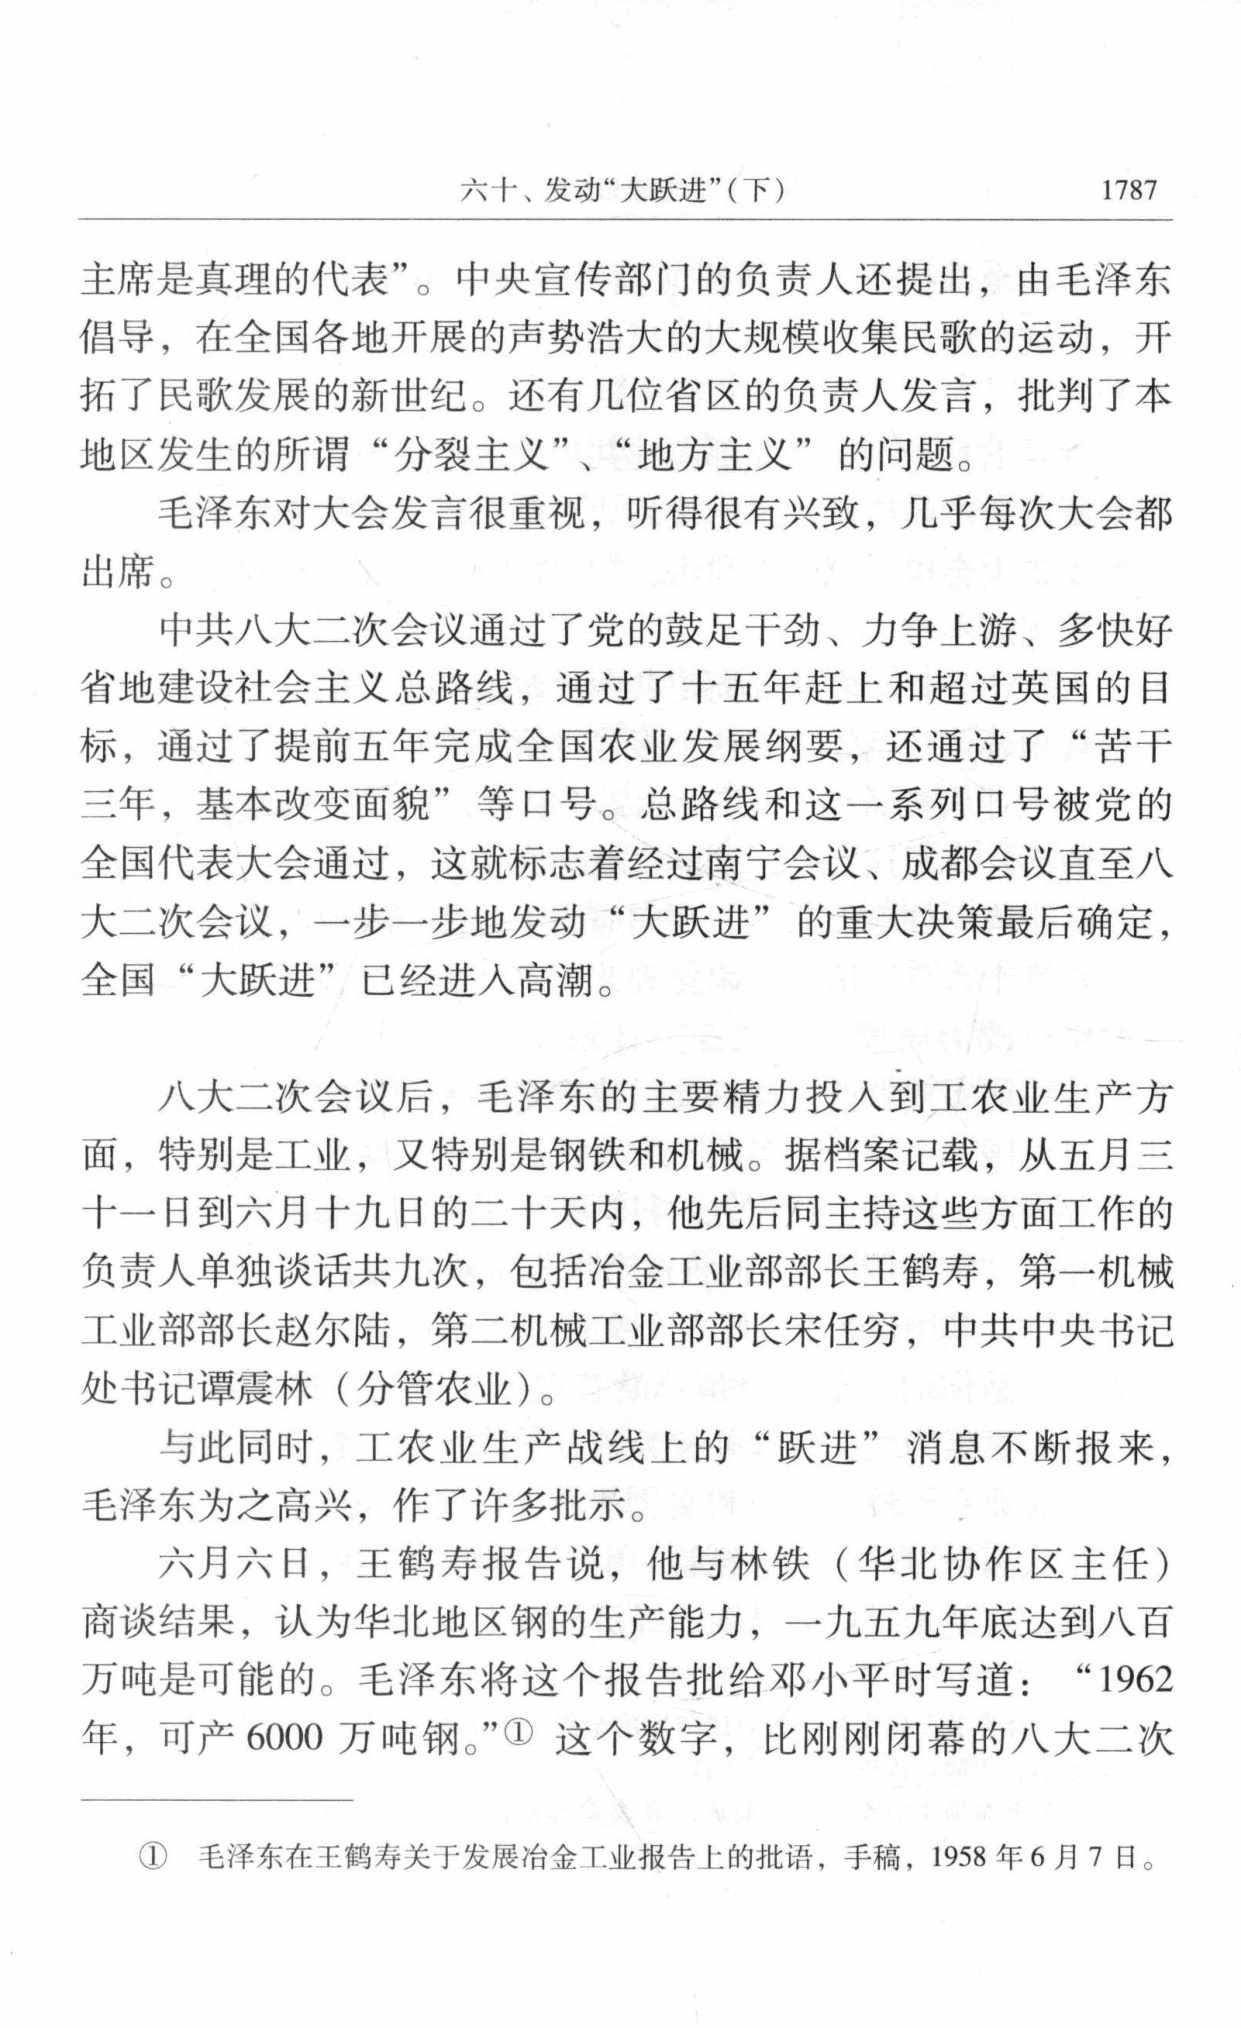 六十、发动“大跃进”（下）	1787
主席是真理的代表”。中央宣传部门的负责人还提出，由毛泽东
倡导，在全国各地开展的声势浩大的大规模收集民歌的运动，开
拓了民歌发展的新世纪。还有几位省区的负责人发言，批判了本
地区发生的所谓“分裂主义”、“地方主义”的问题。
毛泽东对大会发言很重视，听得很有兴致，几乎每次大会都
出席。
中共八大二次会议通过了党的鼓足干劲、力争上游、多快好
省地建设社会主义总路线，通过了十五年赶上和超过英国的目
标，通过了提前五年完成全国农业发展纲要，还通过了“苦干
三年，基本改变面貌”等口号。总路线和这一系列口号被党的
全国代表大会通过，这就标志着经过南宁会议、成都会议直至八
大二次会议，一步一步地发动“大跃进”的重大决策最后确定，
全国“大跃进”已经进入高潮。
八大二次会议后，毛泽东的主要精力投入到工农业生产方
面，特别是工业，又特别是钢铁和机械。据档案记载，从五月三
十一日到六月十九日的二十天内，他先后同主持这些方面工作的
负责人单独谈话共九次，包括冶金工业部部长王鹤寿，第一机械
工业部部长赵尔陆，第二机械工业部部长宋任穷，中共中央书记
处书记谭震林（分管农业）。
与此同时，工农业生产战线上的“跃进”消息不断报来，
毛泽东为之高兴，作了许多批示。
六月六日，王鹤寿报告说，他与林铁（华北协作区主任）
商谈结果，认为华北地区钢的生产能力，一九五九年底达到八百
万吨是可能的。毛泽东将这个报告批给邓小平时写道：“1962
年，可产6000万吨钢。”① 这个数字，比刚刚闭幕的八大二次
① 毛泽东在王鹤寿关于发展冶金工业报告上的批语，手稿，1958年6月7日。